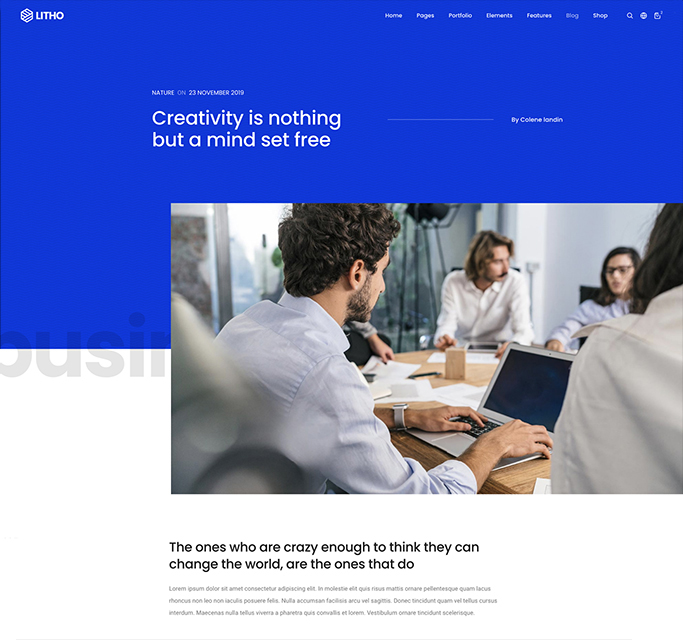 LITHO
Home Pages Portfolio Elements Features Blog Shop
NATURE ON 23 NOVEMBER 2019
Creativity is nothing
but a mind set free
By Colene landin
The ones who are crazy enough to think they can
change the world, are the ones that do
Lorem ipsum dolor sit amet consectetur adipiscing elit. In molestie elit quis risus mattis ornare pellentesque quam lacus
rhoncus non leo non iaculis posuere felis. Nulla accumsan facilisis arcu vel sagittis. Donec tincidunt quam vel tellus cursus
interdum. Maecenas nulla tellus viverra a pharetra quis convallis et lorem. Vestibulum ornare tincidunt scelerisque.